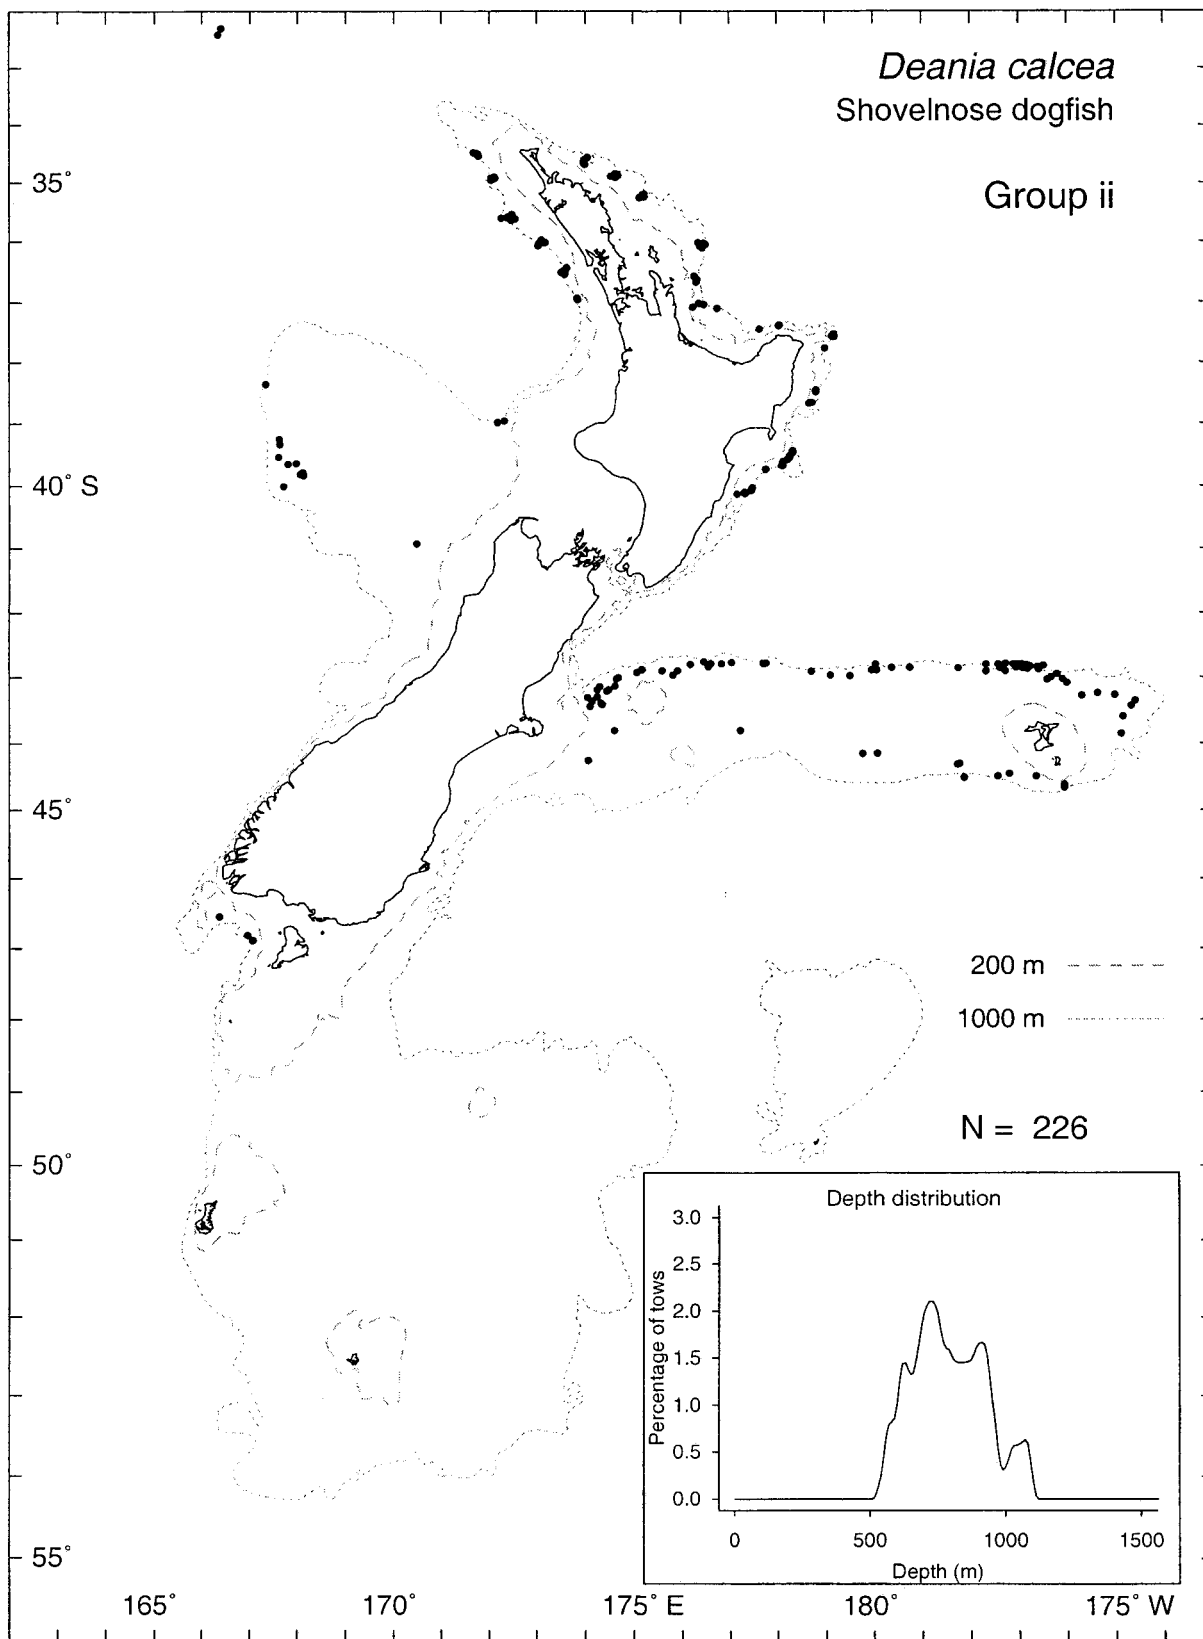 Deania calcea
Shovelnose dogfish
Group ii
35°
40° S
45°
200 m
1000 m
N = 226
50°
Depth distribution
3.0
2.5
2.0
1.5
1.0
0.5
0.0
Percentage of tows
0
500
1000
1500
Depth (m)
55°
165°
170°
175° E
180°
175° W